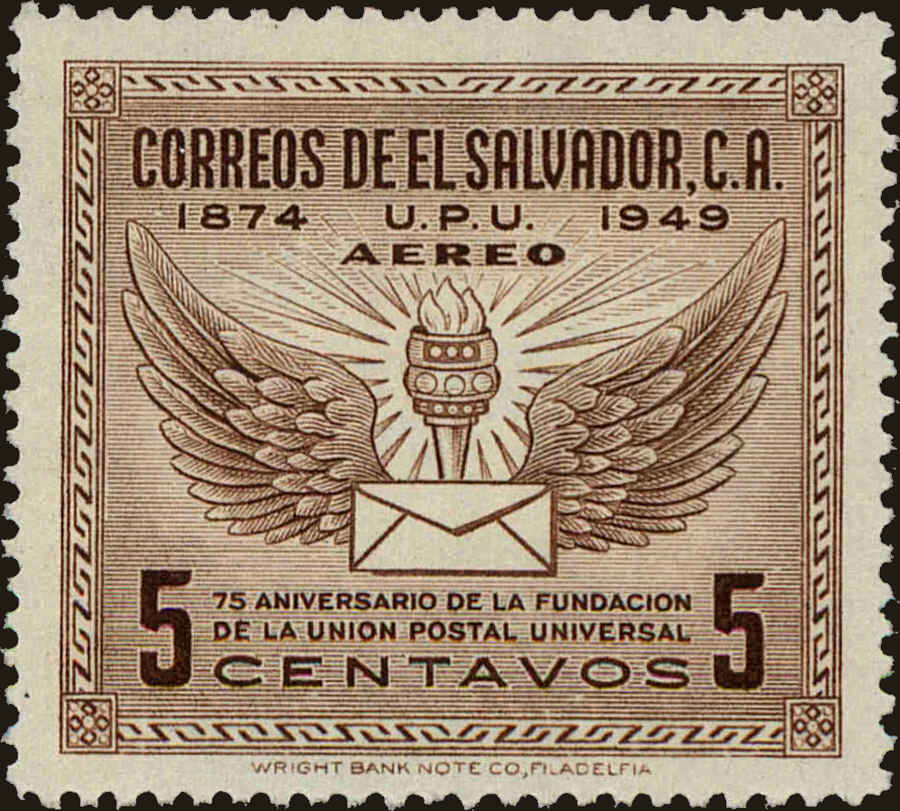 CORREOS DE EL SALVADOR, C.A.
1874 U.P.U. 1949
AEREO
75 ANIVERSARIO DE LA FUNDACION
DE LA UNION POSTAL UNIVERSAL
5 CENTAVOS 5
WRIGHT BANK NOTE CO., FILADELFIA